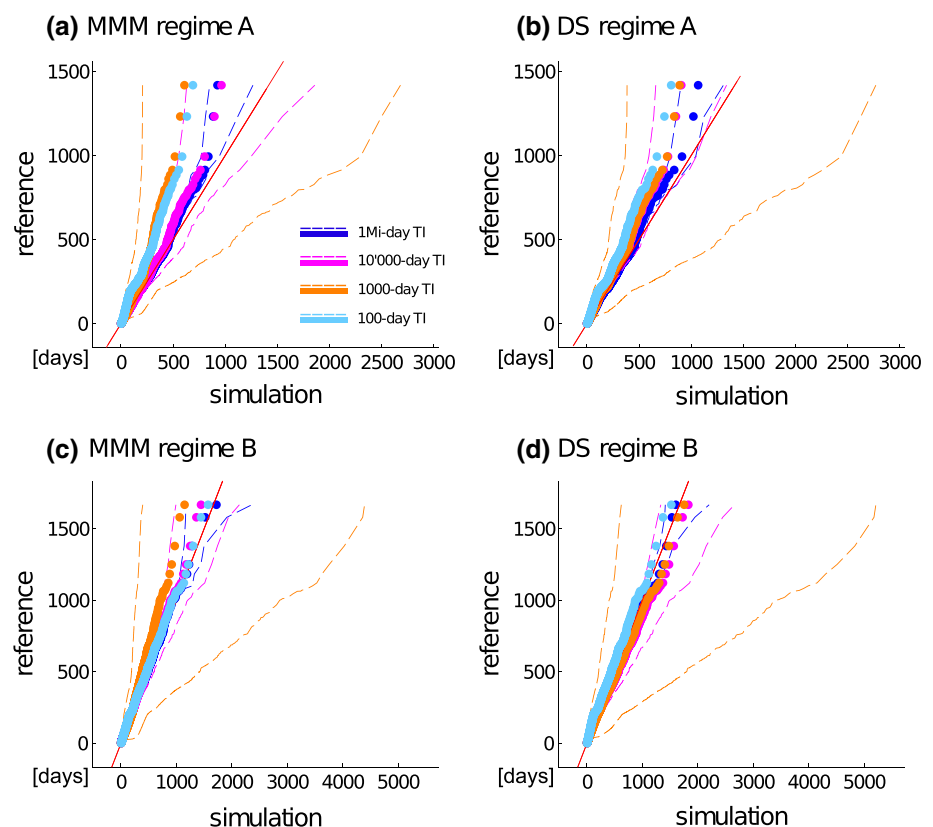 (a) MMM regime A
1500
1000
500
0
reference
[days]
0 500 1000 1500 2000 2500 3000
simulation
1Mi-day TI
10'000-day TI
1000-day TI
100-day TI
(b) DS regime A
1500
1000
500
0
reference
[days]
0 500 1000 1500 2000 2500 3000
simulation
(c) MMM regime B
1500
1000
500
0
reference
[days]
0 1000 2000 3000 4000 5000
simulation
(d) DS regime B
1500
1000
500
0
reference
[days]
0 1000 2000 3000 4000 5000
simulation